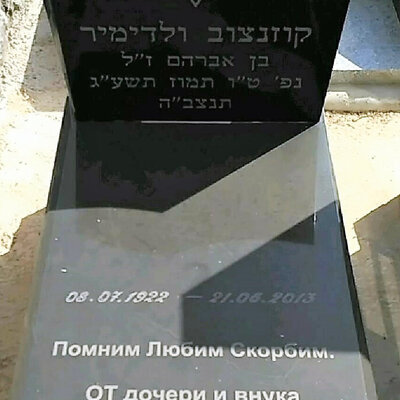 קוזנצוב ולדימיר
בן אברהם ז"ל
נפ' ט"ו תמוז תשע"ג
תנצב"ה
08.07.1922 — 21.06.2013
Помним Любим Скорбим.
ОТ дочери и внука